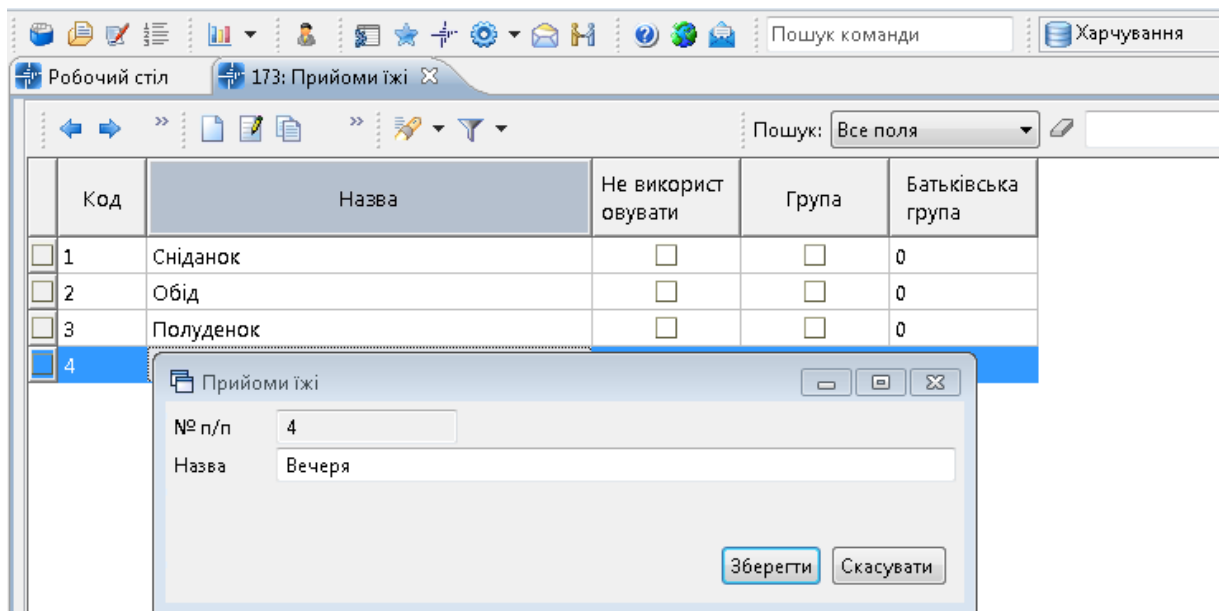 Пошук команди
Харчування
Робочий стіл
173: Прийоми їжі
Пошук: Все поля
Код Назва Не використ овувати Група Батьківська група
1 Сніданок 0
2 Обід 0
3 Полуденок 0
4
Прийоми їжі
№ п/п 4
Назва Вечеря
Зберегти Скасувати